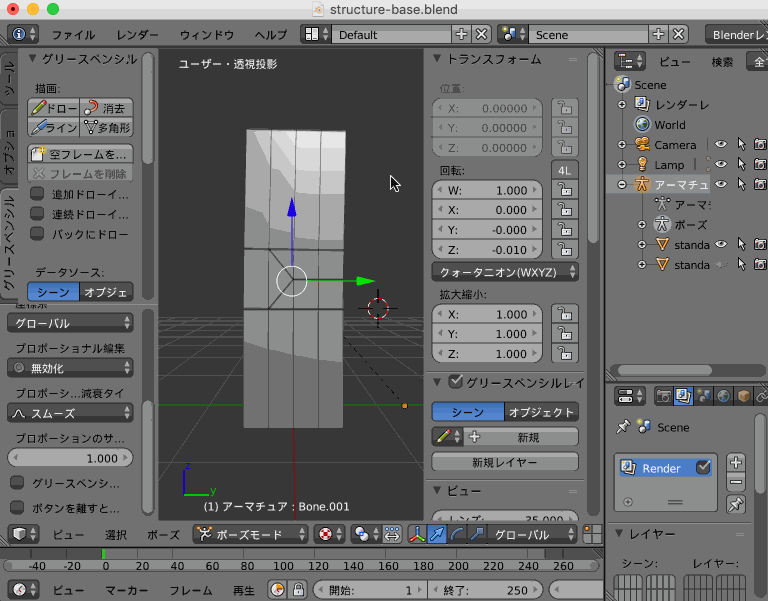 structure-base.blend
ファイル レンダー ウィンドウ ヘルプ Default Scene Blenderレ
グリースペンシル
描画:
ドロー 消去
ライン 多角形
空フレームを...
フレームを削除
追加ドローイ...
連続ドローイ...
バックにドロー
データソース:
シーン オブジェ
グローバル
プロポーショナル編集
無効化
プロポーシ...減衰タイ
スムーズ
プロポーションのサ...
1.000
グリースペンシ...
ボタンを離すと...
ツール
オプショ
グリースペンシル
ユーザー・透視投影
z
y
(1) アーマチュア : Bone.001
トランスフォーム
位置:
X: 0.00000
Y: 0.00000
Z: 0.00000
回転: 4L
W: 1.000
X: 0.000
Y: -0.000
Z: -0.010
クォータニオン(WXYZ)
拡大縮小:
X: 1.000
Y: 1.000
Z: 1.000
グリースペンシルレイ
シーン オブジェクト
新規
新規レイヤー
ビュー
レンズ: 35.000
ビュー 選択 ポーズ ポーズモード グローバル
-40 -20 0 20 40 60 80 100 120 140 160 180 200 220 240 260
ビュー マーカー フレーム 再生 開始: 1 終了: 250
ビュー 検索 全
Scene
レンダーレ
World
Camera
Lamp
アーマチュ
アーマ
ポーズ
standa
standa
Scene
Render
レイヤー
シーン: レイヤー: